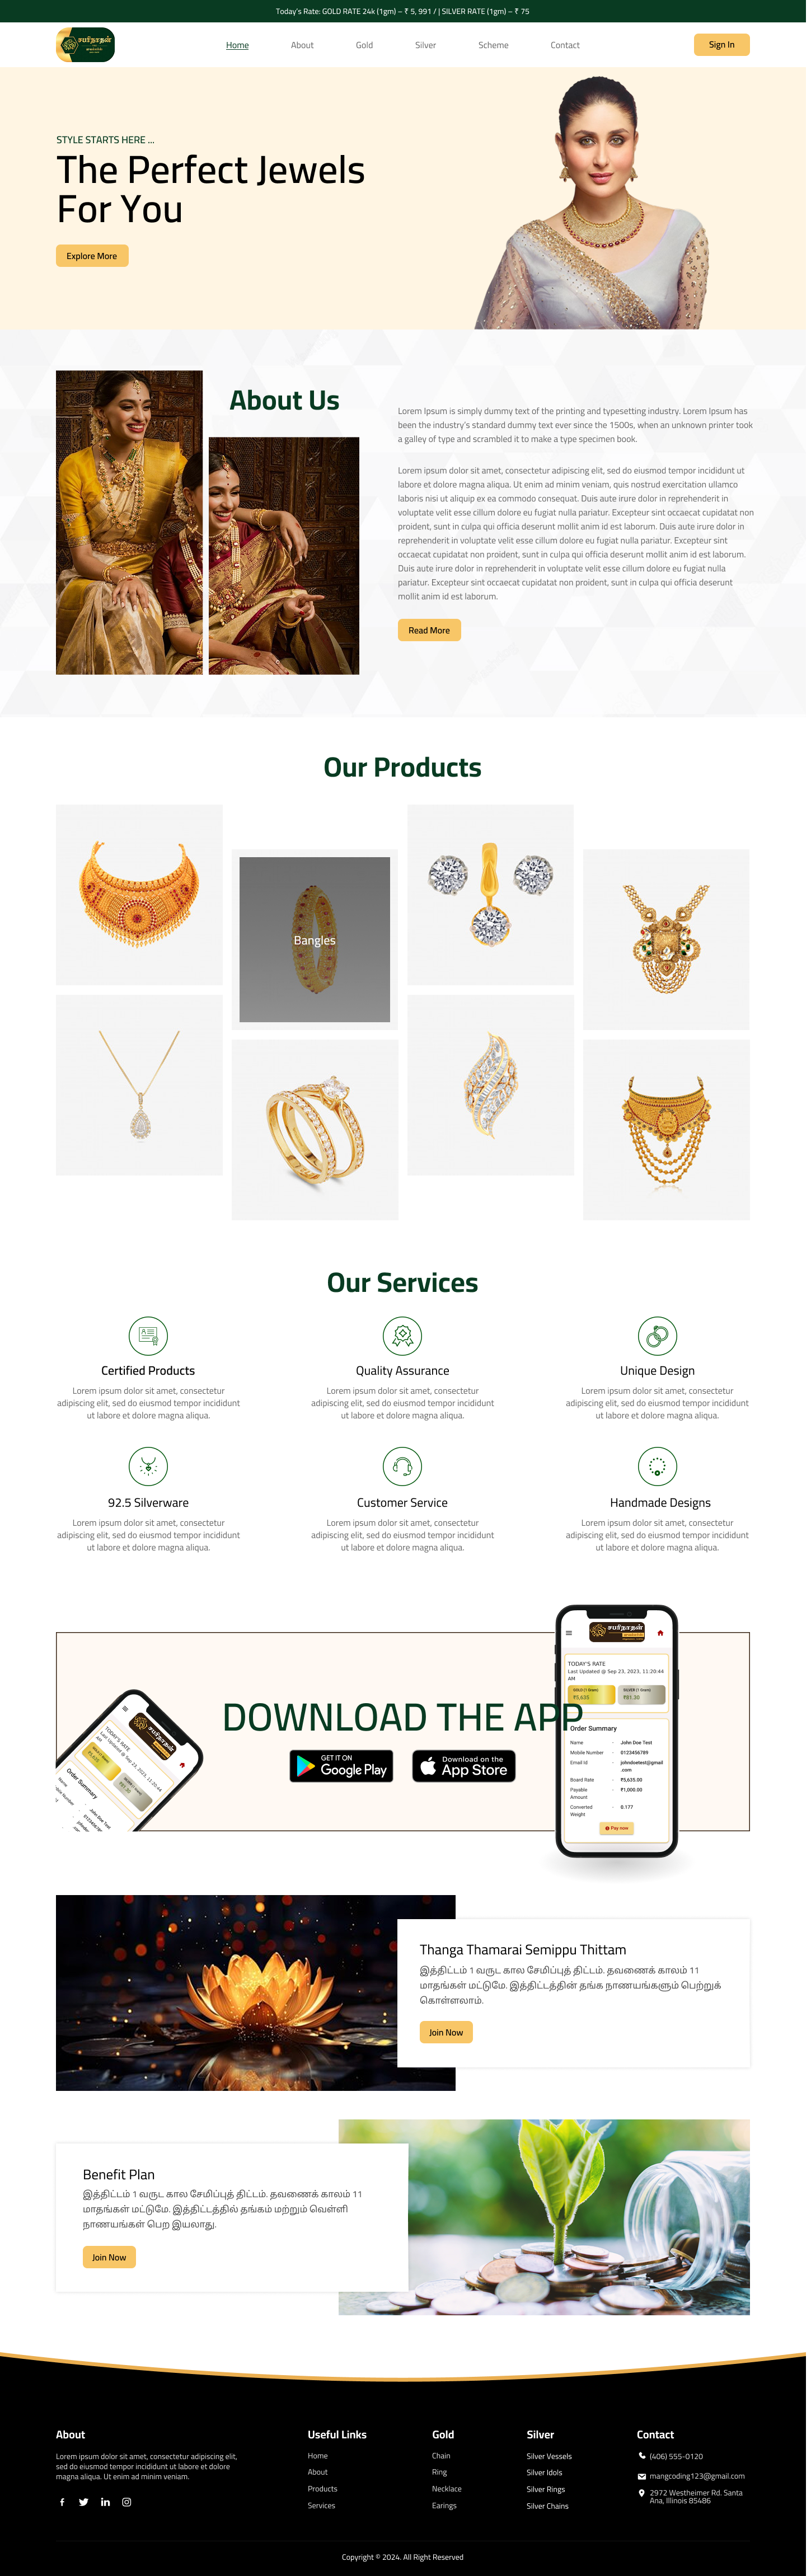 Today's Rate: GOLD RATE 24k (1gm) – ₹ 5, 991 / | SILVER RATE (1gm) – ₹ 75
சபரிநாதன்
Home
About
Gold
Silver
Scheme
Contact
Sign In
STYLE STARTS HERE ...
The Perfect Jewels
For You
Explore More
About Us
Lorem Ipsum is simply dummy text of the printing and typesetting industry. Lorem Ipsum has
been the industry's standard dummy text ever since the 1500s, when an unknown printer took
a galley of type and scrambled it to make a type specimen book.
Lorem ipsum dolor sit amet, consectetur adipiscing elit, sed do eiusmod tempor incididunt ut
labore et dolore magna aliqua. Ut enim ad minim veniam, quis nostrud exercitation ullamco
laboris nisi ut aliquip ex ea commodo consequat. Duis aute irure dolor in reprehenderit in
voluptate velit esse cillum dolore eu fugiat nulla pariatur. Excepteur sint occaecat cupidatat non
proident, sunt in culpa qui officia deserunt mollit anim id est laborum. Duis aute irure dolor in
reprehenderit in voluptate velit esse cillum dolore eu fugiat nulla pariatur. Excepteur sint
occaecat cupidatat non proident, sunt in culpa qui officia deserunt mollit anim id est laborum.
Duis aute irure dolor in reprehenderit in voluptate velit esse cillum dolore eu fugiat nulla
pariatur. Excepteur sint occaecat cupidatat non proident, sunt in culpa qui officia deserunt
mollit anim id est laborum.
Read More
Our Products
Bangles
Our Services
Certified Products
Lorem ipsum dolor sit amet, consectetur
adipiscing elit, sed do eiusmod tempor incididunt
ut labore et dolore magna aliqua.
Quality Assurance
Lorem ipsum dolor sit amet, consectetur
adipiscing elit, sed do eiusmod tempor incididunt
ut labore et dolore magna aliqua.
Unique Design
Lorem ipsum dolor sit amet, consectetur
adipiscing elit, sed do eiusmod tempor incididunt
ut labore et dolore magna aliqua.
92.5 Silverware
Lorem ipsum dolor sit amet, consectetur
adipiscing elit, sed do eiusmod tempor incididunt
ut labore et dolore magna aliqua.
Customer Service
Lorem ipsum dolor sit amet, consectetur
adipiscing elit, sed do eiusmod tempor incididunt
ut labore et dolore magna aliqua.
Handmade Designs
Lorem ipsum dolor sit amet, consectetur
adipiscing elit, sed do eiusmod tempor incididunt
ut labore et dolore magna aliqua.
DOWNLOAD THE APP
GET IT ON
Google Play
Download on the
App Store
சபரிநாதன்
TODAY'S RATE
Last Updated @ Sep 23, 2023, 11:20:44
AM
Order Summary
சபரிநாதன்
TODAY'S RATE
Last Updated @ Sep 23, 2023, 11:20:44
AM
GOLD (1 Gram)
₹5,635
SILVER (1 Gram)
₹81.30
Order Summary
Name - John Doe Test
Mobile Number - 0123456789
Email Id - johndoetest@gmail
.com
Board Rate - ₹5,635.00
Payable - ₹1,000.00
Amount
Converted - 0.177
Weight
Pay now
Thanga Thamarai Semippu Thittam
இத்திட்டம் 1 வருட கால சேமிப்புத் திட்டம். தவணைக் காலம் 11
மாதங்கள் மட்டுமே. இத்திட்டத்தின் தங்க நாணயங்களும் பெற்றுக்
கொள்ளலாம்.
Join Now
Benefit Plan
இத்திட்டம் 1 வருட கால சேமிப்புத் திட்டம். தவணைக் காலம் 11
மாதங்கள் மட்டுமே. இத்திட்டத்தில் தங்கம் மற்றும் வெள்ளி
நாணயங்கள் பெற இயலாது.
Join Now
About
Lorem ipsum dolor sit amet, consectetur adipiscing elit,
sed do eiusmod tempor incididunt ut labore et dolore
magna aliqua. Ut enim ad minim veniam.
Useful Links
Home
About
Products
Services
Gold
Chain
Ring
Necklace
Earings
Silver
Silver Vessels
Silver Idols
Silver Rings
Silver Chains
Contact
(406) 555-0120
mangcoding123@gmail.com
2972 Westheimer Rd. Santa
Ana, Illinois 85486
Copyright © 2024. All Right Reserved